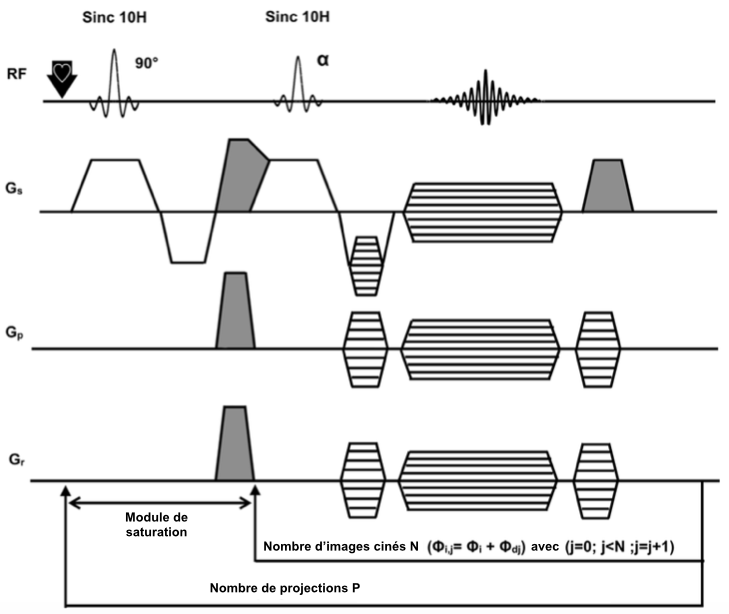 Sinc 10H
Sinc 10H
RF
90°
α
Gs
Gp
Gr
Module de
saturation
Nombre d'images cinés N (Φi,j= Φi + Φdj) avec (j=0; j<N ;j=j+1)
Nombre de projections P